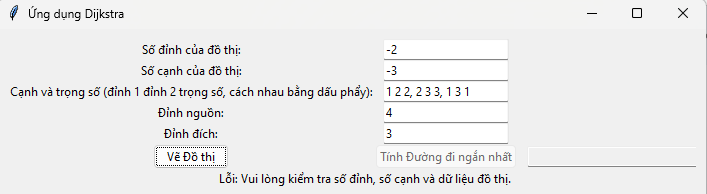 Ứng dụng Dijkstra
Số đỉnh của đồ thị: -2
Số cạnh của đồ thị: -3
Cạnh và trọng số (đỉnh 1 đỉnh 2 trọng số, cách nhau bằng dấu phẩy): 1 2 2, 2 3 3, 1 3 1
Đỉnh nguồn: 4
Đỉnh đích: 3
Vẽ Đồ thị Tính Đường đi ngắn nhất
Lỗi: Vui lòng kiểm tra số đỉnh, số cạnh và dữ liệu đồ thị.